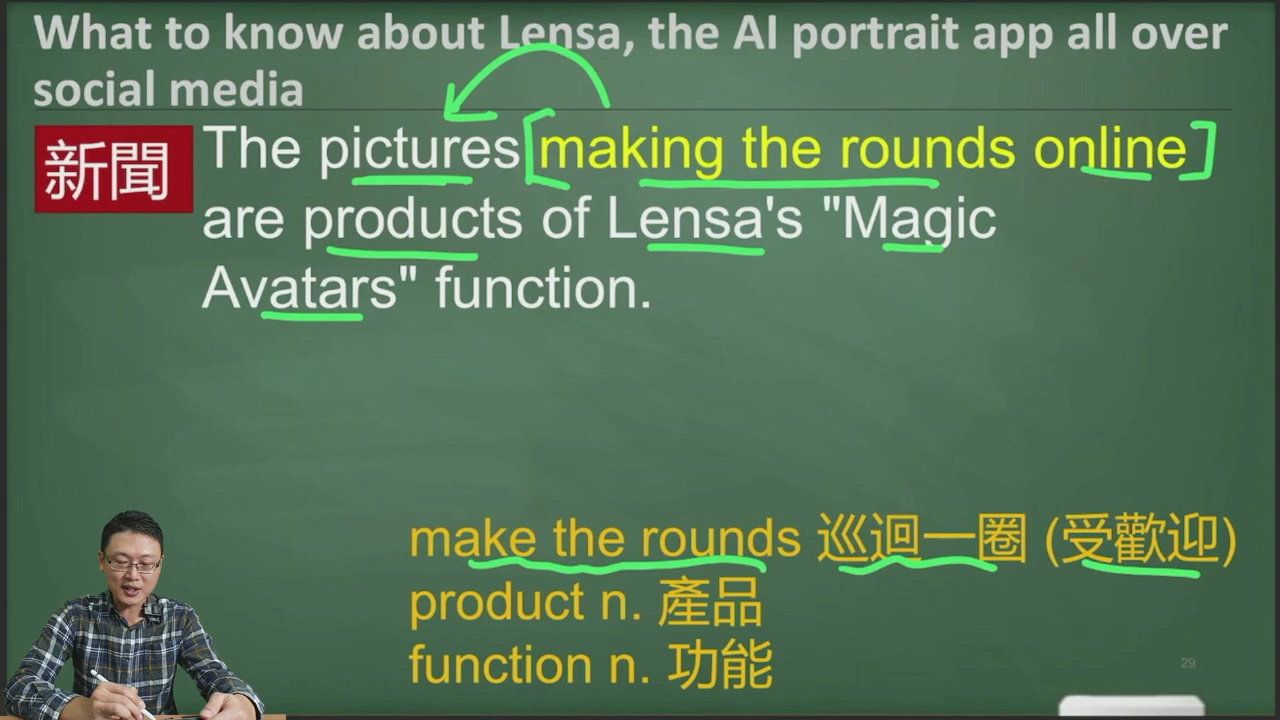 What to know about Lensa, the AI portrait app all over
social media
新聞
The pictures making the rounds online
are products of Lensa's "Magic
Avatars" function.
make the rounds 巡迴一圈 (受歡迎)
product n. 產品
function n. 功能
29